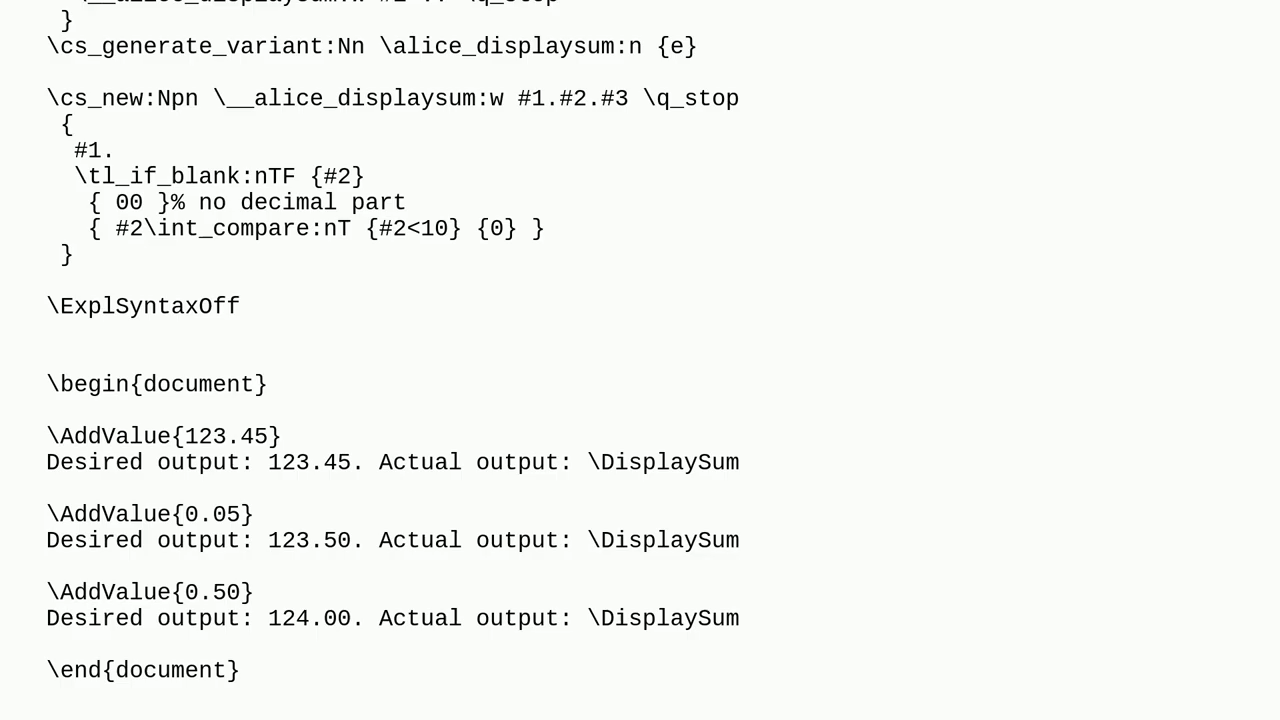 }
\cs_generate_variant:Nn \alice_displaysum:n {e}
\cs_new:Npn \__alice_displaysum:w #1.#2.#3 \q_stop
{
#1.
\tl_if_blank:nTF {#2}
{ 00 }% no decimal part
{ #2\int_compare:nT {#2<10} {0} }
}
\ExplSyntaxOff
\begin{document}
\AddValue{123.45}
Desired output: 123.45. Actual output: \DisplaySum
\AddValue{0.05}
Desired output: 123.50. Actual output: \DisplaySum
\AddValue{0.50}
Desired output: 124.00. Actual output: \DisplaySum
\end{document}